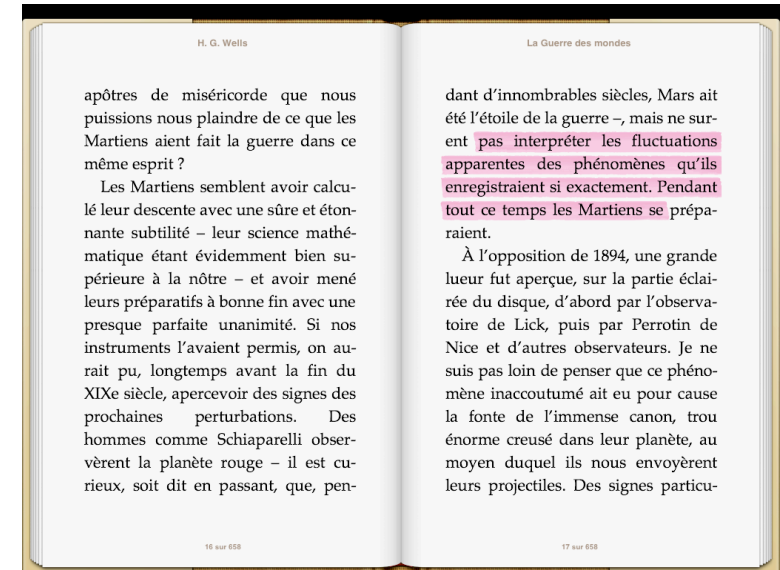 H. G. Wells
apôtres de miséricorde que nous
puissions nous plaindre de ce que les
Martiens aient fait la guerre dans ce
même esprit ?
Les Martiens semblent avoir calcu-
lé leur descente avec une sûre et éton-
nante subtilité – leur science mathé-
matique étant évidemment bien su-
périeure à la nôtre – et avoir mené
leurs préparatifs à bonne fin avec une
presque parfaite unanimité. Si nos
instruments l’avaient permis, on au-
rait pu, longtemps avant la fin du
XIXe siècle, apercevoir des signes des
prochaines perturbations. Des
hommes comme Schiaparelli obser-
vèrent la planète rouge – il est cu-
rieux, soit dit en passant, que, pen-
16 sur 658
La Guerre des mondes
dant d’innombrables siècles, Mars ait
été l’étoile de la guerre –, mais ne sur-
ent pas interpréter les fluctuations
apparentes des phénomènes qu’ils
enregistraient si exactement. Pendant
tout ce temps les Martiens se prépa-
raient.
À l’opposition de 1894, une grande
lueur fut aperçue, sur la partie éclai-
rée du disque, d’abord par l’observa-
toire de Lick, puis par Perrotin de
Nice et d’autres observateurs. Je ne
suis pas loin de penser que ce phéno-
mène inaccoutumé ait eu pour cause
la fonte de l’immense canon, trou
énorme creusé dans leur planète, au
moyen duquel ils nous envoyèrent
leurs projectiles. Des signes particu-
17 sur 658